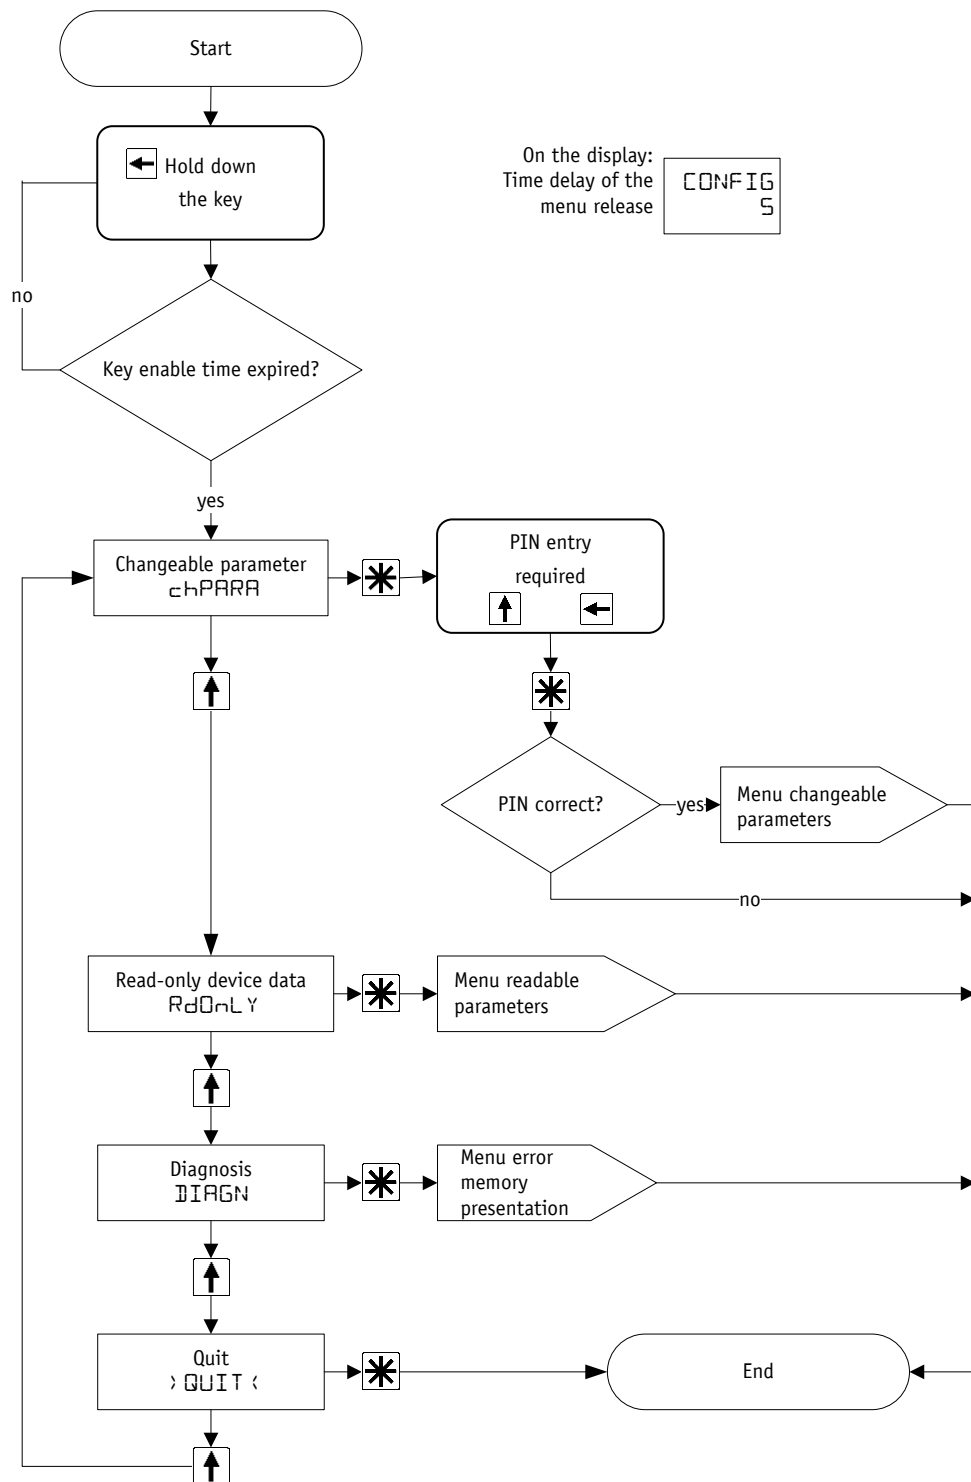 Start
Hold down
the key
On the display:
Time delay of the
menu release
CONFIG
5
no
Key enable time expired?
yes
Changeable parameter
chPARA
PIN entry
required
PIN correct?
yes
Menu changeable
parameters
no
Read-only device data
RdOnLY
Menu readable
parameters
Diagnosis
DIAGN
Menu error
memory
presentation
Quit
>QUIT<
End